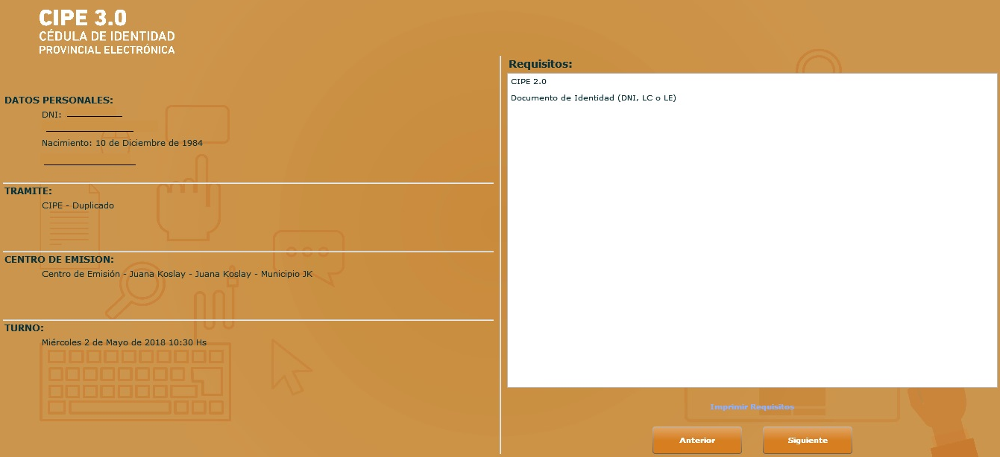 CIPE 3.0
CÉDULA DE IDENTIDAD
PROVINCIAL ELECTRÓNICA
DATOS PERSONALES:
DNI:
Nacimiento: 10 de Diciembre de 1984
TRAMITE:
CIPE - Duplicado
CENTRO DE EMISION:
Centro de Emisión - Juana Koslay - Juana Koslay - Municipio JK
TURNO:
Miércoles 2 de Mayo de 2018 10:30 Hs
Requisitos:
CIPE 2.0
Documento de Identidad (DNI, LC o LE)
Imprimir Requisitos
Anterior
Siguiente